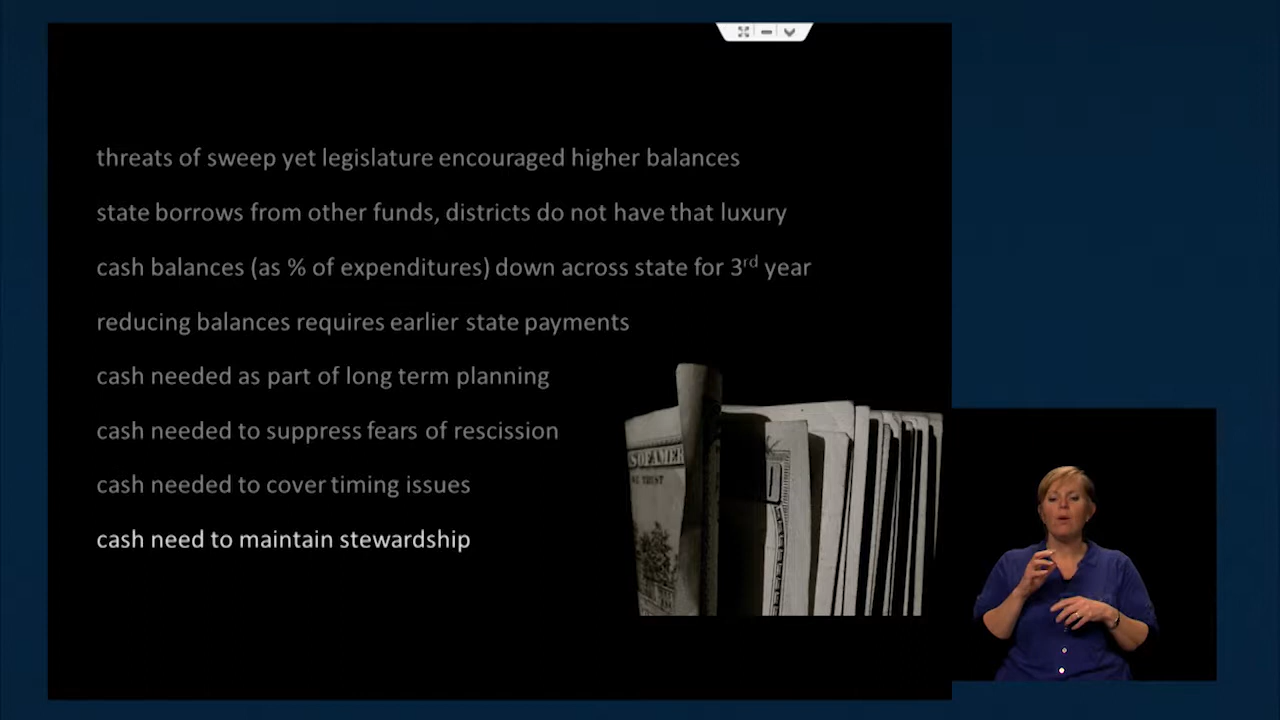 threats of sweep yet legislature encouraged higher balances
state borrows from other funds, districts do not have that luxury
cash balances (as % of expenditures) down across state for 3rd year
reducing balances requires earlier state payments
cash needed as part of long term planning
cash needed to suppress fears of rescission
cash needed to cover timing issues
cash need to maintain stewardship
SOFAMER
TRUST